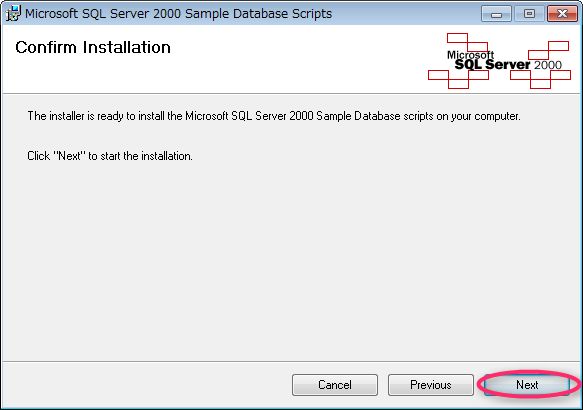 Microsoft SQL Server 2000 Sample Database Scripts
Confirm Installation
Microsoft
SQL Server 2000
The installer is ready to install the Microsoft SQL Server 2000 Sample Database scripts on your computer.
Click "Next" to start the installation.
Cancel
Previous
Next